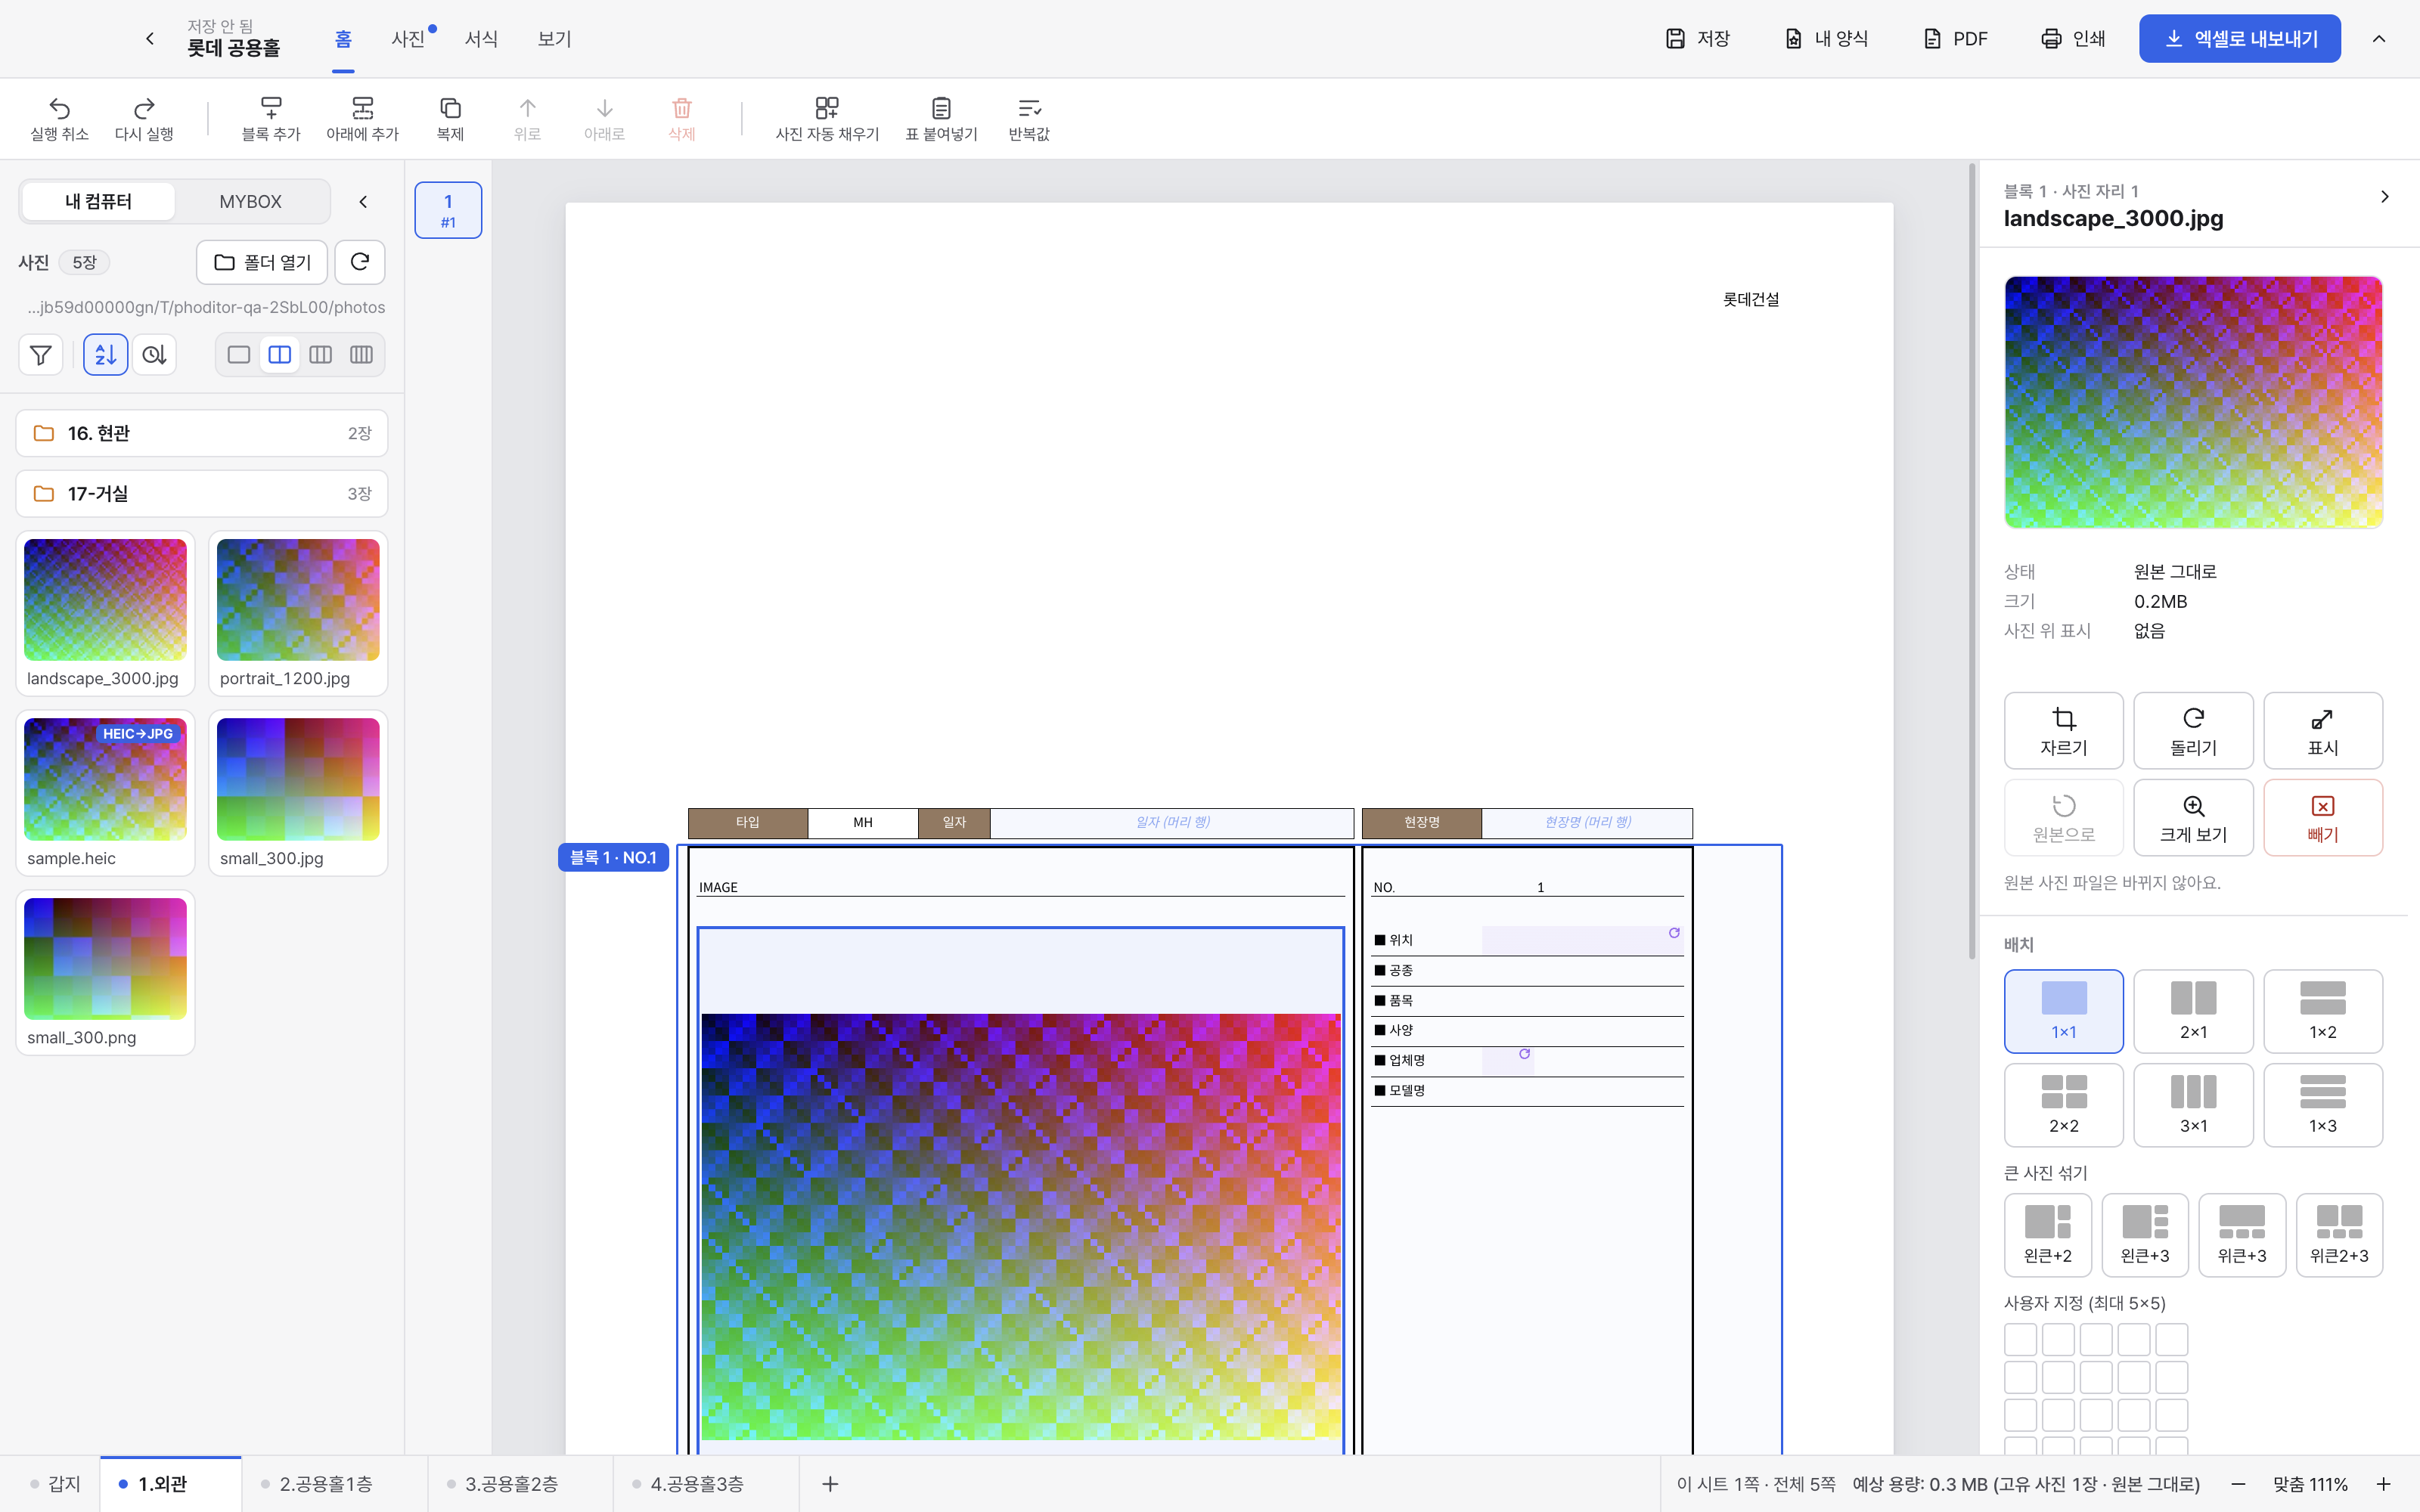 저장 안 됨
롯데 공용홀
홈
사진
서식
보기
저장
내 양식
PDF
인쇄
엑셀로 내보내기
실행 취소
다시 실행
블록 추가
아래에 추가
복제
위로
아래로
삭제
사진 자동 채우기
표 붙여넣기
반복값
내 컴퓨터
MYBOX
사진
5장
폴더 열기
...jb59d00000gn/T/phoditor-qa-2SbL00/photos
16. 현관
2장
17-거실
3장
landscape_3000.jpg
portrait_1200.jpg
HEIC→JPG
sample.heic
small_300.jpg
small_300.png
1
#1
롯데건설
타입
MH
일자
일자 (머리 행)
현장명
현장명 (머리 행)
블록 1 · NO.1
IMAGE
NO.
1
■ 위치
■ 공종
■ 품목
■ 사양
■ 업체명
■ 모델명
블록 1 · 사진 자리 1
landscape_3000.jpg
상태
원본 그대로
크기
0.2MB
사진 위 표시
없음
자르기
돌리기
표시
원본으로
크게 보기
빼기
원본 사진 파일은 바뀌지 않아요.
배치
1×1
2×1
1×2
2×2
3×1
1×3
큰 사진 섞기
왼큰+2
왼큰+3
위큰+3
위큰2+3
사용자 지정 (최대 5×5)
갑지
1.외관
2.공용홀1층
3.공용홀2층
4.공용홀3층
이 시트 1쪽 · 전체 5쪽
예상 용량: 0.3 MB (고유 사진 1장 · 원본 그대로)
맞춤 111%